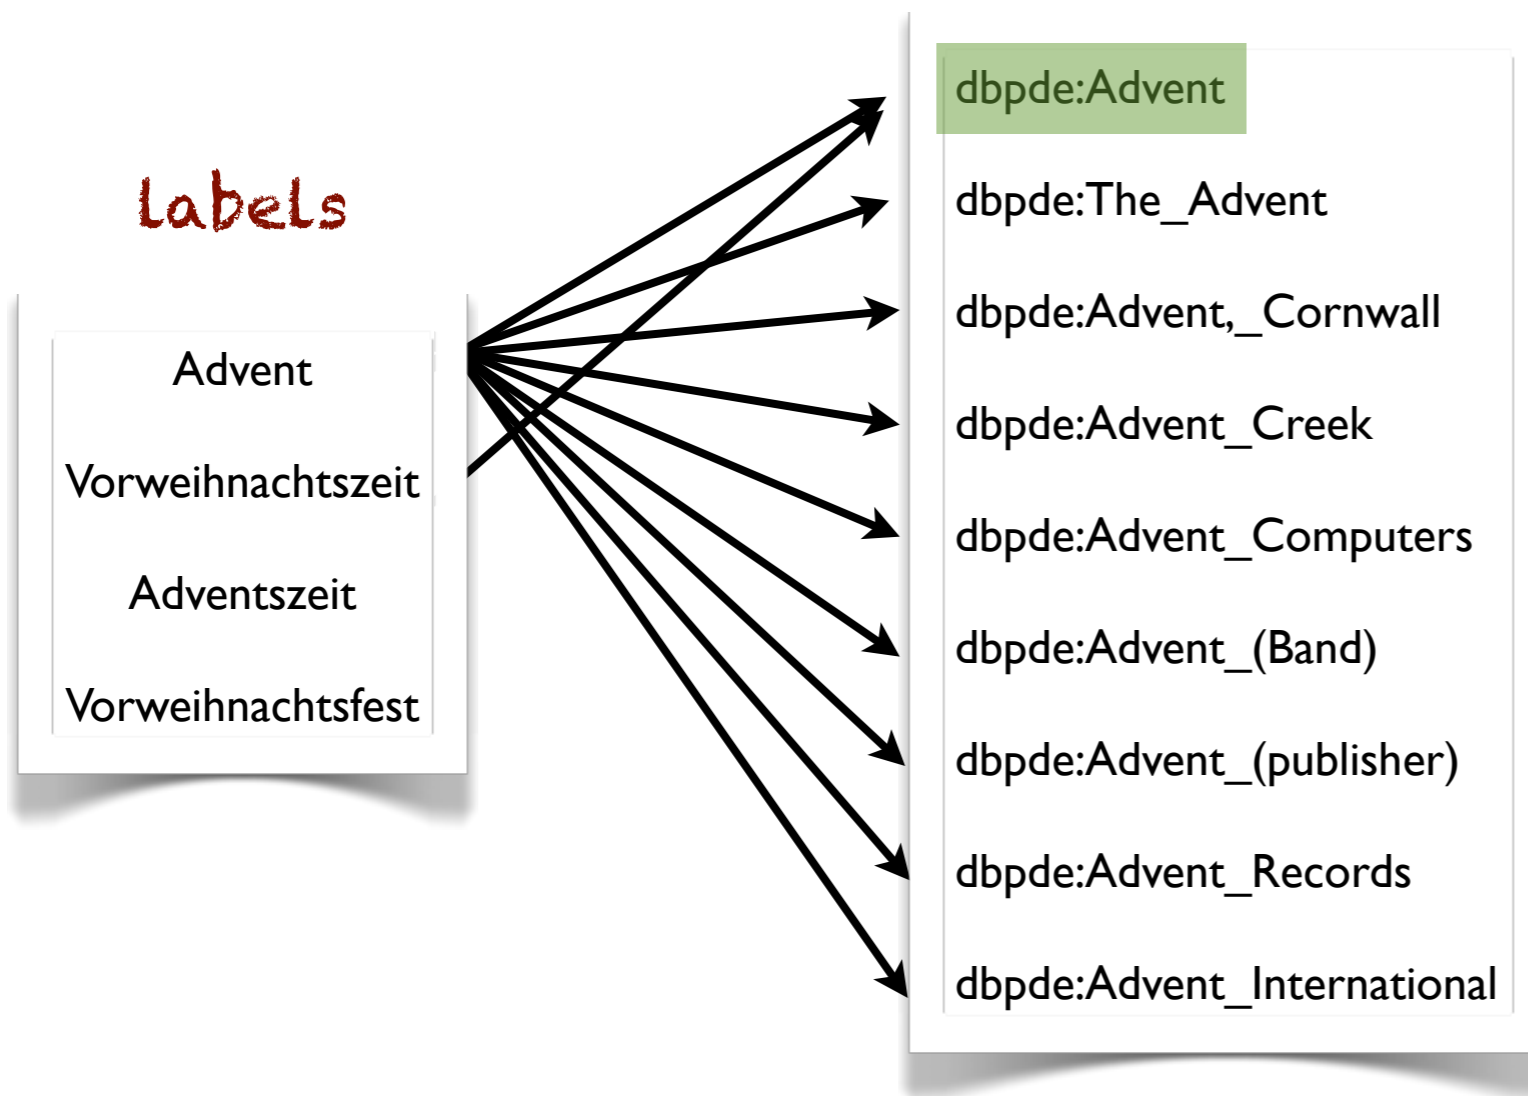 labels
Advent
Vorweihnachtszeit
Adventszeit
Vorweihnachtsfest
dbpde:Advent
dbpde:The_Advent
dbpde:Advent,_Cornwall
dbpde:Advent_Creek
dbpde:Advent_Computers
dbpde:Advent_(Band)
dbpde:Advent_(publisher)
dbpde:Advent_Records
dbpde:Advent_International